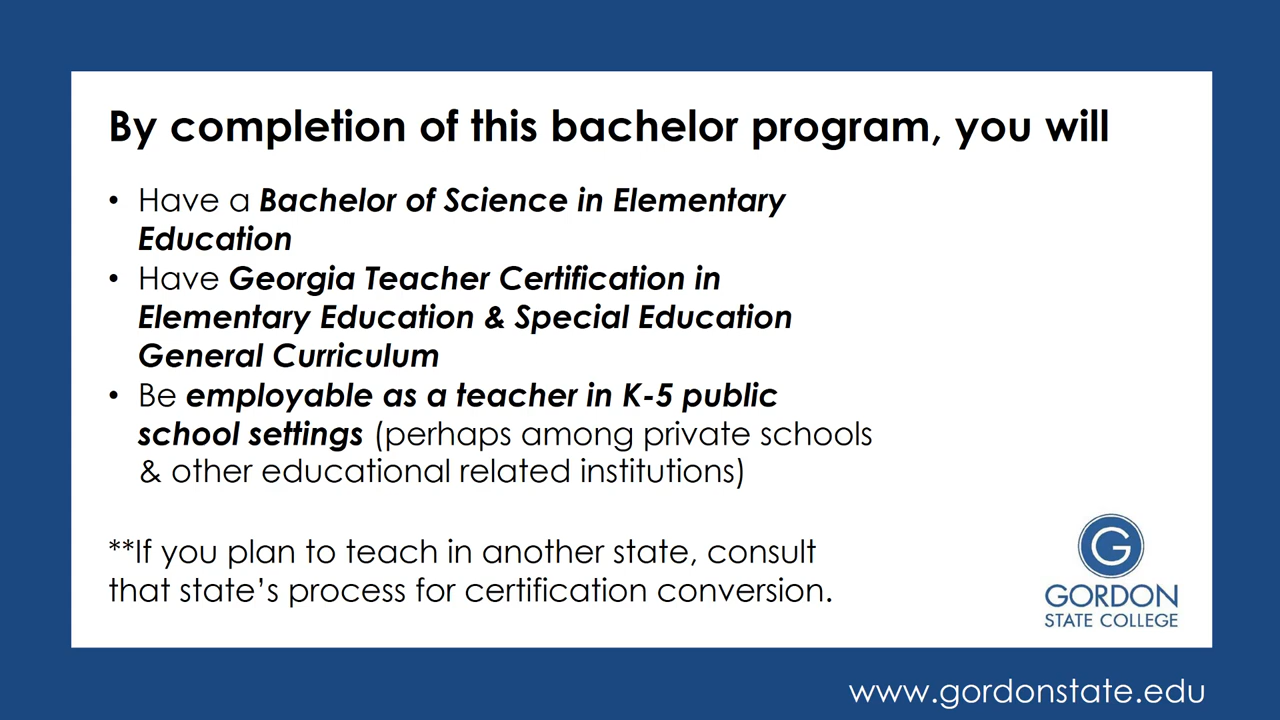 By completion of this bachelor program, you will
• Have a Bachelor of Science in Elementary
Education
• Have Georgia Teacher Certification in
Elementary Education & Special Education
General Curriculum
• Be employable as a teacher in K-5 public
school settings (perhaps among private schools
& other educational related institutions)
**If you plan to teach in another state, consult
that state’s process for certification conversion.
G
GORDON
STATE COLLEGE
www.gordonstate.edu